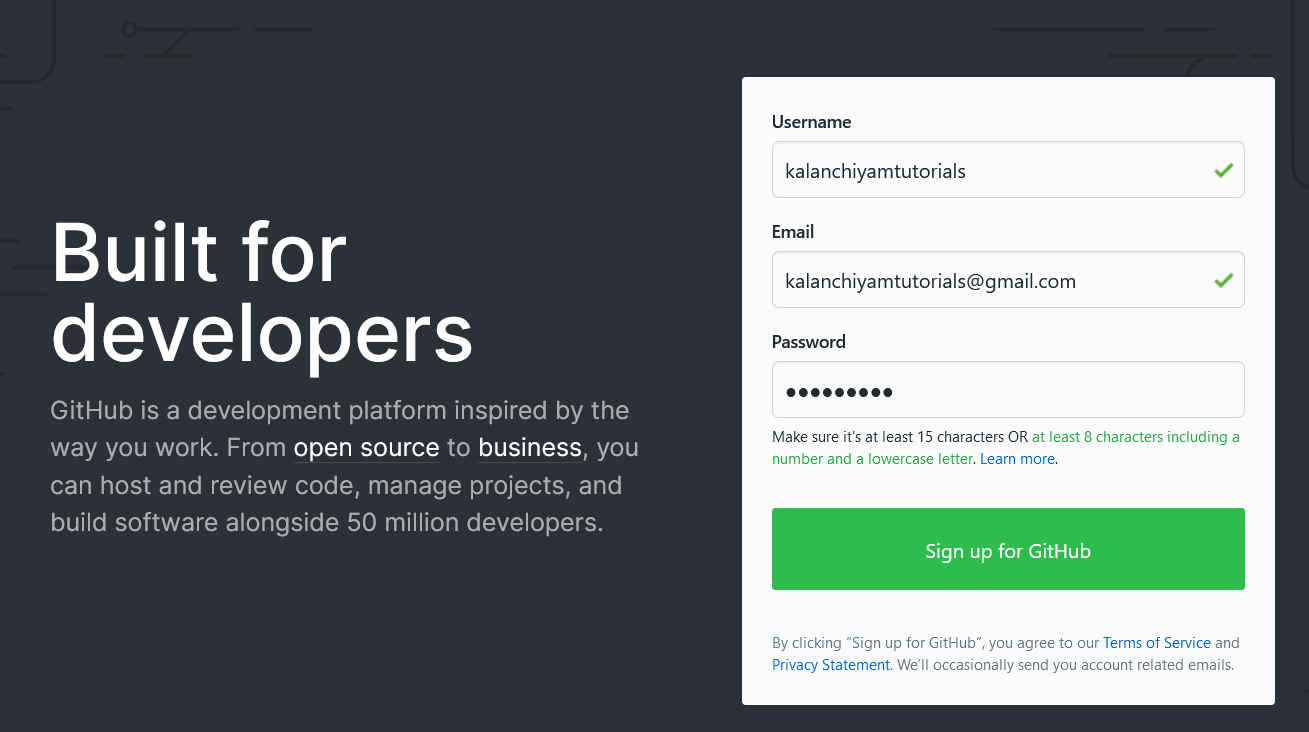 Built for
developers
GitHub is a development platform inspired by the
way you work. From open source to business, you
can host and review code, manage projects, and
build software alongside 50 million developers.
Username
kalanchiyamtutorials
Email
kalanchiyamtutorials@gmail.com
Password
●●●●●●●●●
Make sure it's at least 15 characters OR at least 8 characters including a
number and a lowercase letter. Learn more.
Sign up for GitHub
By clicking “Sign up for GitHub”, you agree to our Terms of Service and
Privacy Statement. We’ll occasionally send you account related emails.